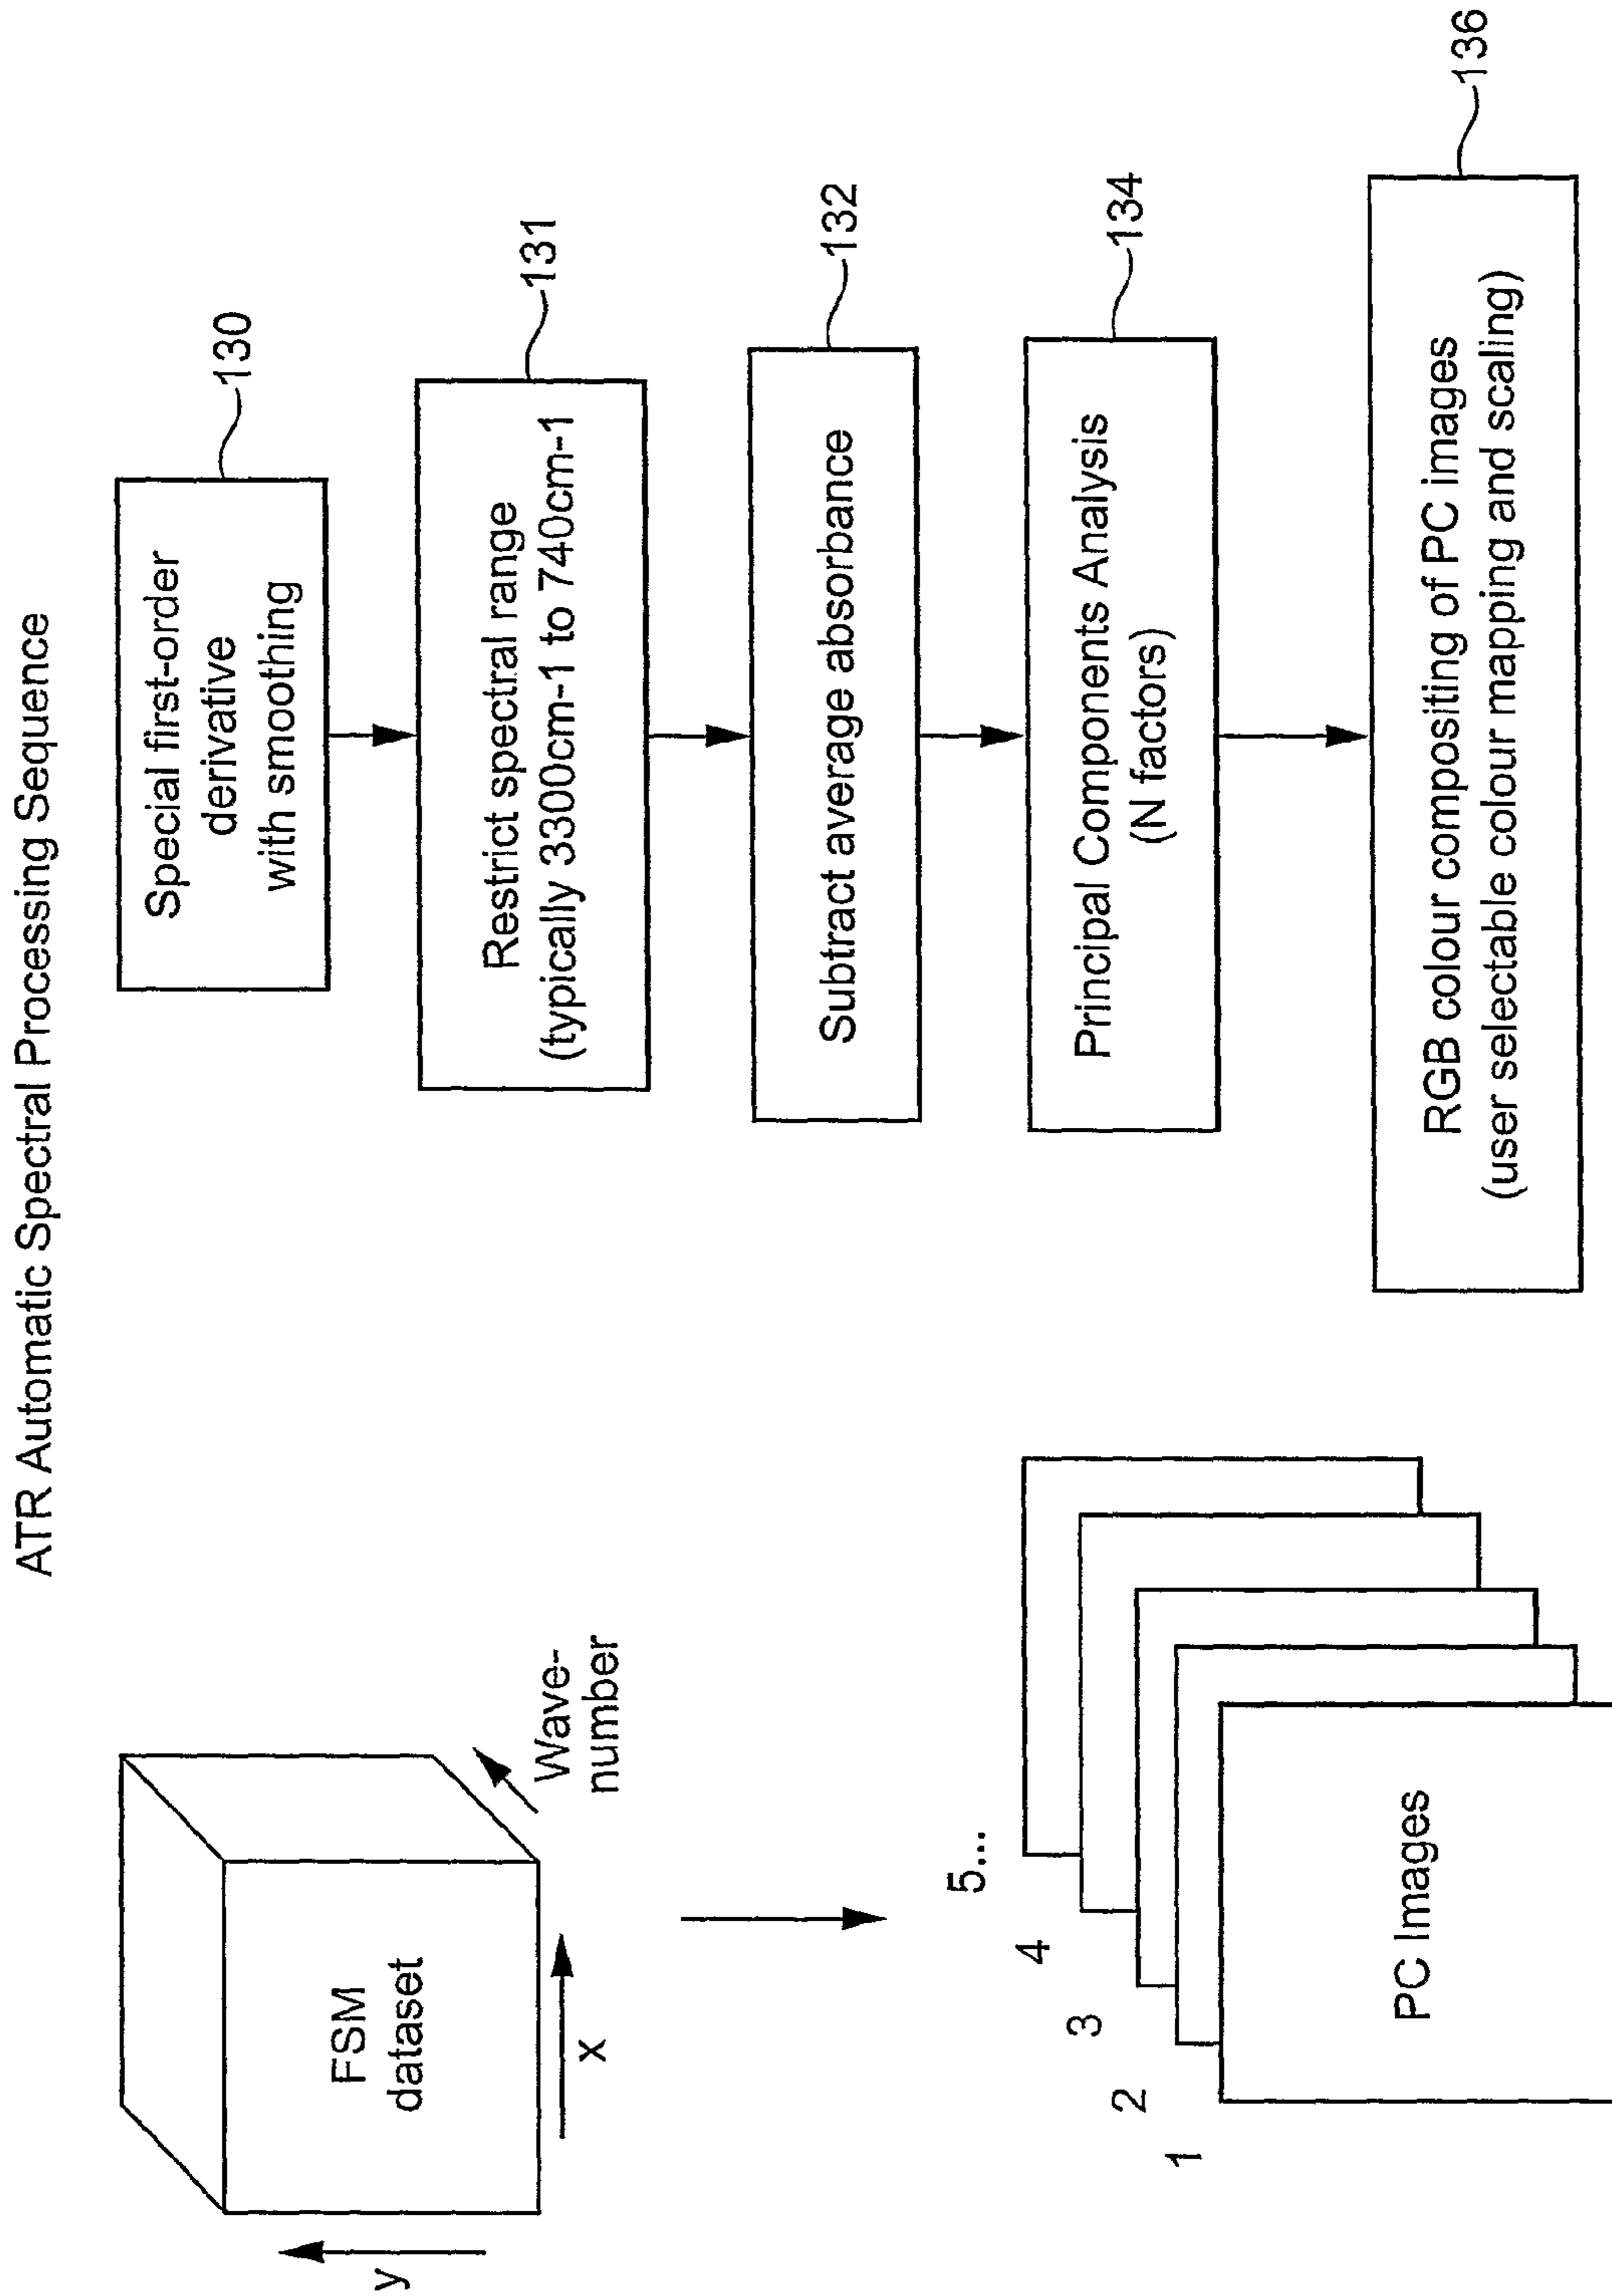 ATR Automatic Spectral Processing Sequence
FSM
dataset
y
x
Wave-
number
5...
4
3
2
1
PC Images
Special first-order
derivative
with smoothing
130
Restrict spectral range
(typically 3300cm-1 to 740cm-1
131
Subtract average absorbance
132
Principal Components Analysis
(N factors)
134
RGB colour compositing of PC images
(user selectable colour mapping and scaling)
136